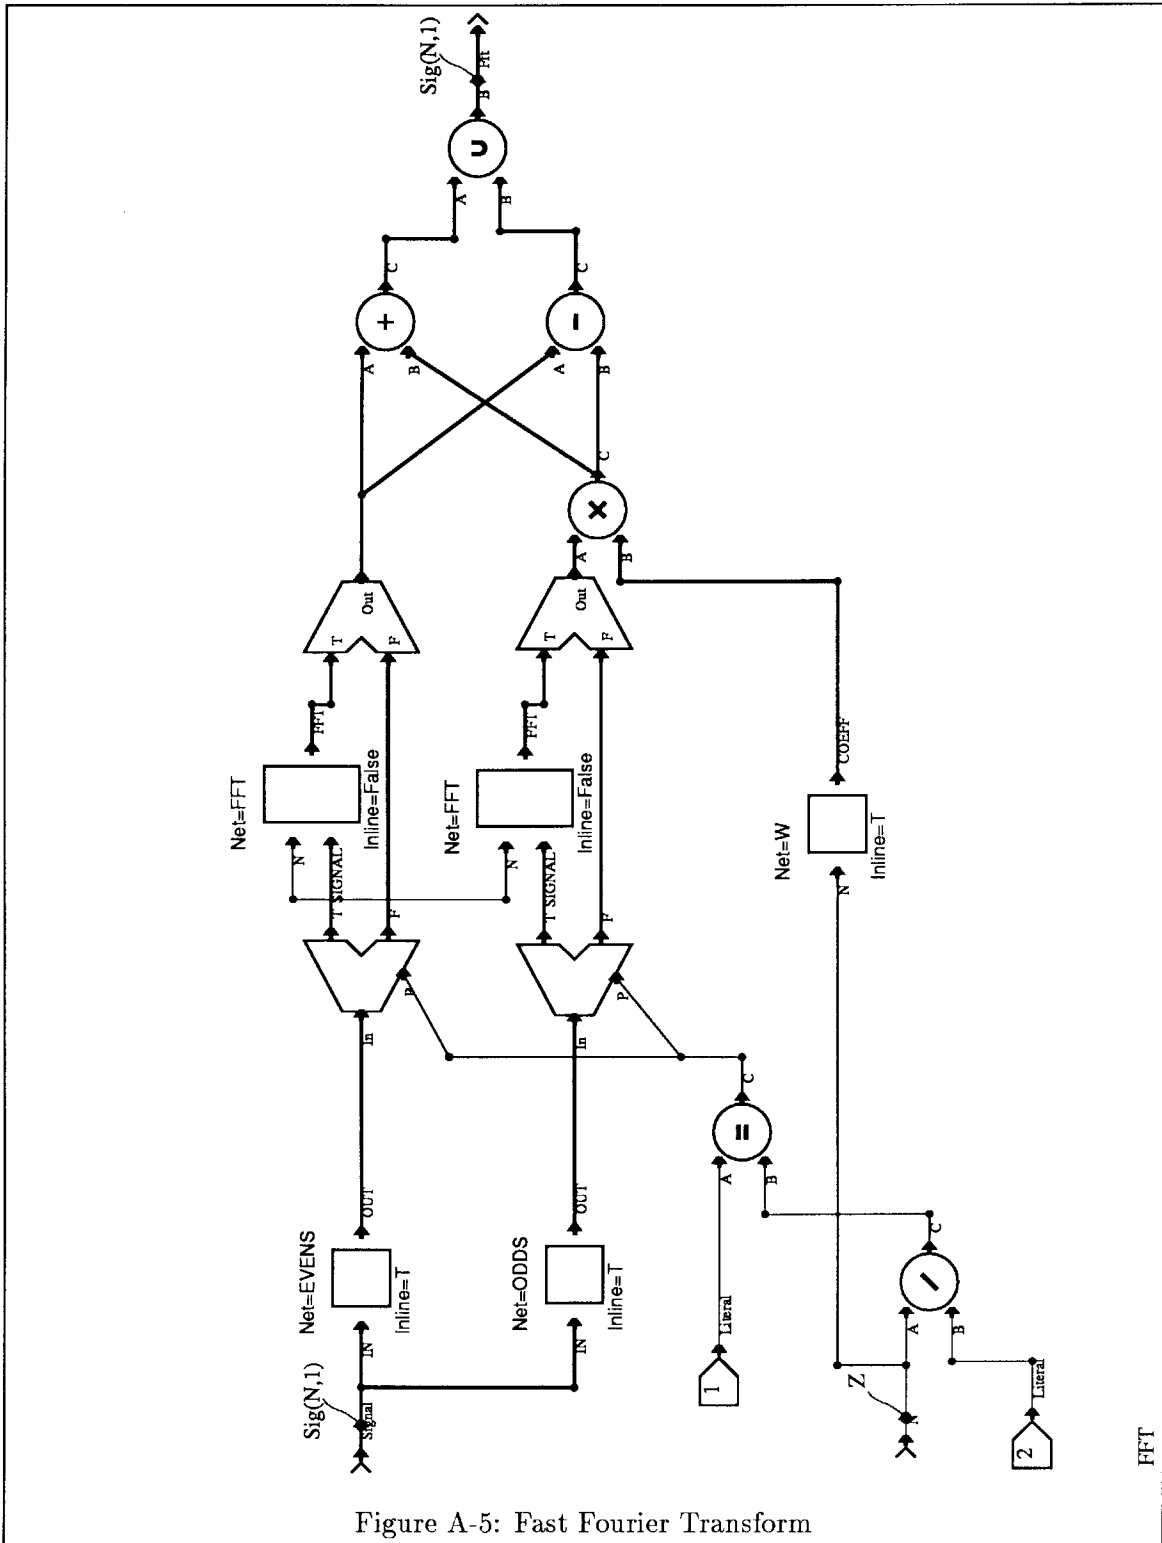 Sig(N,1)
Fft
B
∪
A
B
C
C
+
−
A
B
A
B
C
×
A
B
Out
T
F
Out
T
F
FFT
FFT
COEFF
Net=FFT
Inline=False
Net=FFT
Inline=False
Net=W
Inline=T
N
T SIGNAL
F
N
T SIGNAL
F
N
P
P
In
In
C
=
A
B
OUT
OUT
Net=EVENS
Inline=T
Net=ODDS
Inline=T
C
/
A
B
IN
IN
Literal
1
Sig(N,1)
Signal
Z
N
Literal
2
FFT
Figure A-5: Fast Fourier Transform